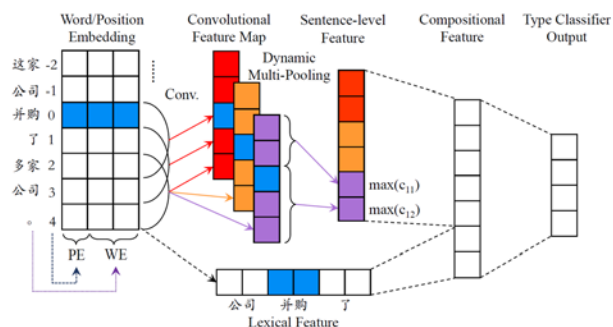 Word/Position
Embedding
Convolutional
Feature Map
Sentence-level
Feature
Compositional
Feature
Type Classifier
Output
Dynamic
Multi-Pooling
Conv.
这家 -2
公司 -1
并购 0
了 1
多家 2
公司 3
。 4
max(c11)
max(c12)
PE WE
公司 并购 了
Lexical Feature